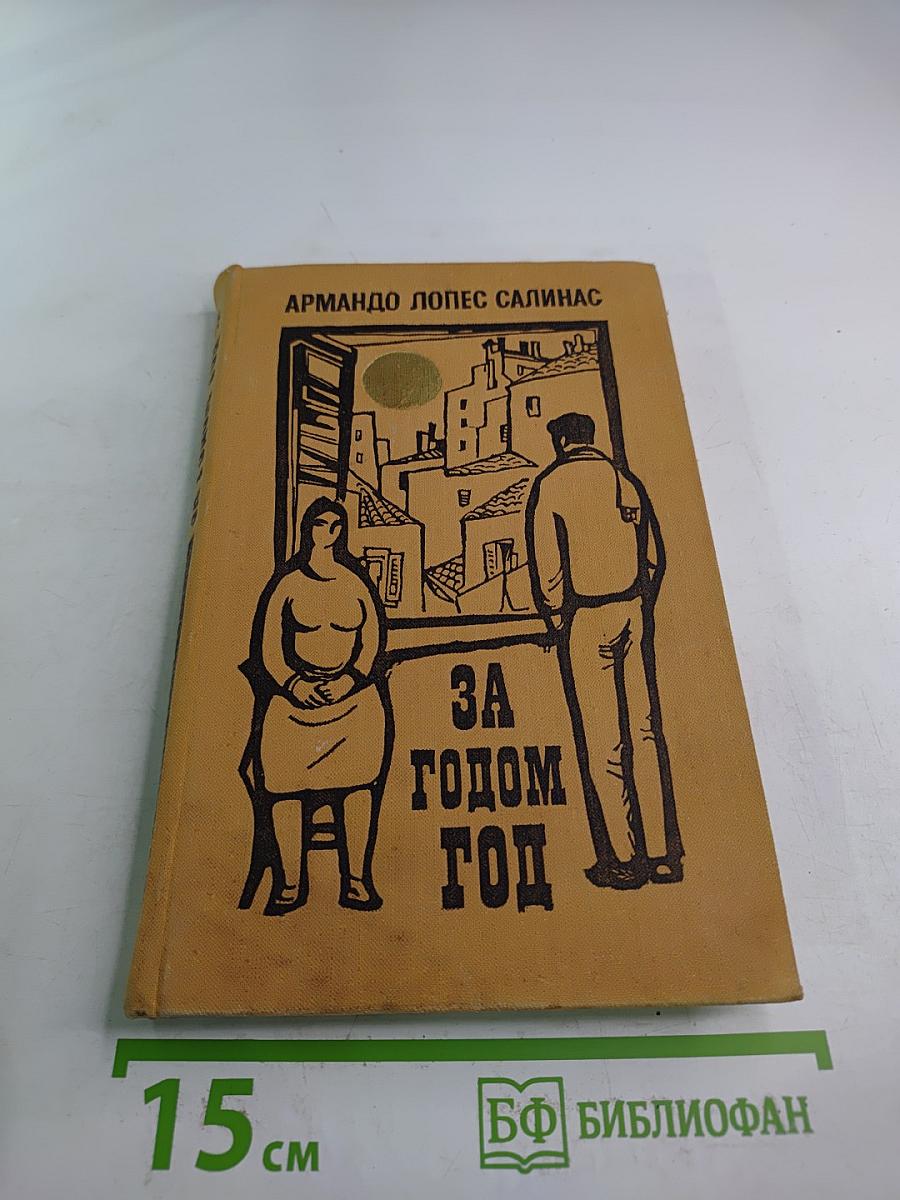 АРМАНДО ЛОПЕС САЛИНАС
ЗА
ГОДОМ
ГОД
15 см
БФ БИБЛИОФАН